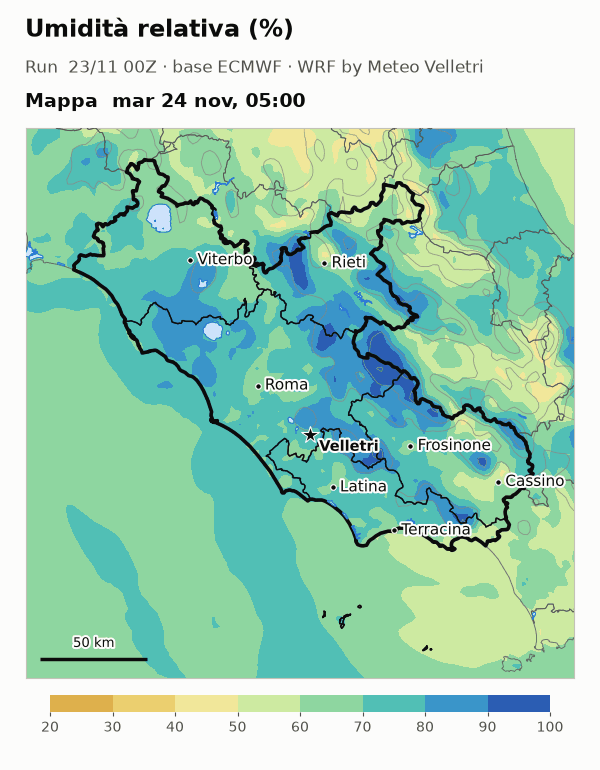 Umidità relativa (%)
Run 23/11 00Z · base ECMWF · WRF by Meteo Velletri
Mappa mar 24 nov, 05:00
Viterbo
Rieti
Roma
Velletri
Frosinone
Cassino
Latina
Terracina
50 km
20 30 40 50 60 70 80 90 100